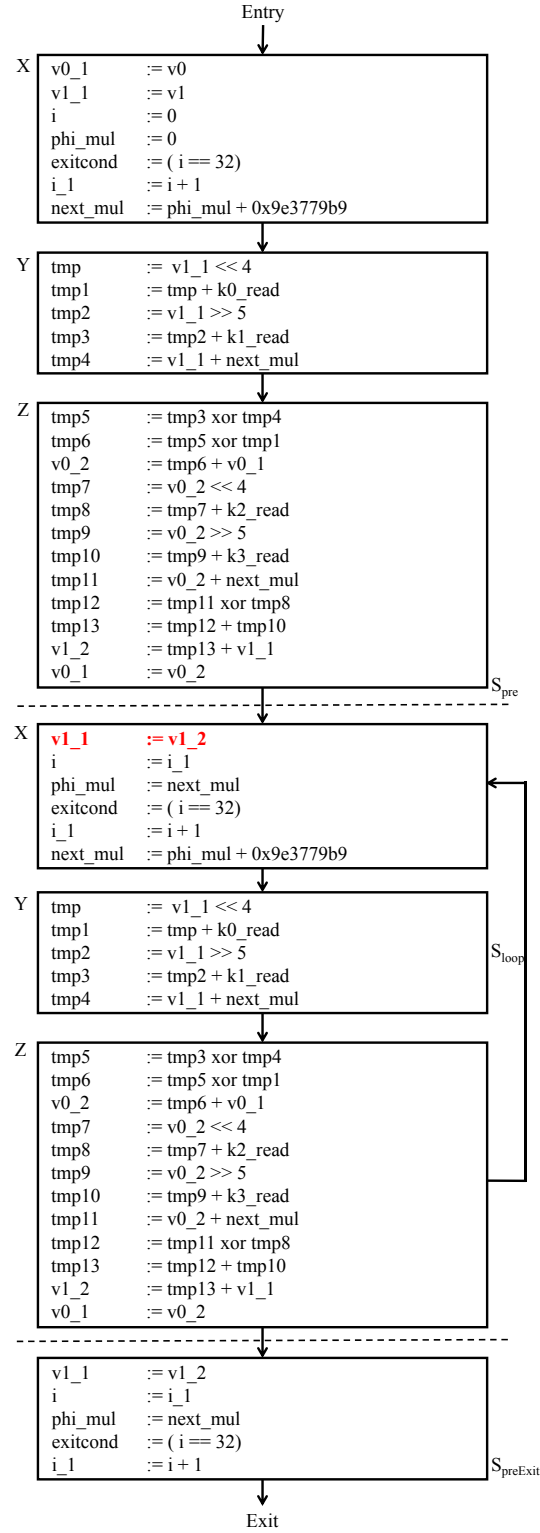 Entry
X
v0_1 := v0
v1_1 := v1
i := 0
phi_mul := 0
exitcond := ( i == 32)
i_1 := i + 1
next_mul := phi_mul + 0x9e3779b9
Y
tmp := v1_1 << 4
tmp1 := tmp + k0_read
tmp2 := v1_1 >> 5
tmp3 := tmp2 + k1_read
tmp4 := v1_1 + next_mul
Z
tmp5 := tmp3 xor tmp4
tmp6 := tmp5 xor tmp1
v0_2 := tmp6 + v0_1
tmp7 := v0_2 << 4
tmp8 := tmp7 + k2_read
tmp9 := v0_2 >> 5
tmp10 := tmp9 + k3_read
tmp11 := v0_2 + next_mul
tmp12 := tmp11 xor tmp8
tmp13 := tmp12 + tmp10
v1_2 := tmp13 + v1_1
v0_1 := v0_2
Spre
X
v1_1 := v1_2
i := i_1
phi_mul := next_mul
exitcond := ( i == 32)
i_1 := i + 1
next_mul := phi_mul + 0x9e3779b9
Y
tmp := v1_1 << 4
tmp1 := tmp + k0_read
tmp2 := v1_1 >> 5
tmp3 := tmp2 + k1_read
tmp4 := v1_1 + next_mul
Sloop
Z
tmp5 := tmp3 xor tmp4
tmp6 := tmp5 xor tmp1
v0_2 := tmp6 + v0_1
tmp7 := v0_2 << 4
tmp8 := tmp7 + k2_read
tmp9 := v0_2 >> 5
tmp10 := tmp9 + k3_read
tmp11 := v0_2 + next_mul
tmp12 := tmp11 xor tmp8
tmp13 := tmp12 + tmp10
v1_2 := tmp13 + v1_1
v0_1 := v0_2
v1_1 := v1_2
i := i_1
phi_mul := next_mul
exitcond := ( i == 32)
i_1 := i + 1
SpreExit
Exit